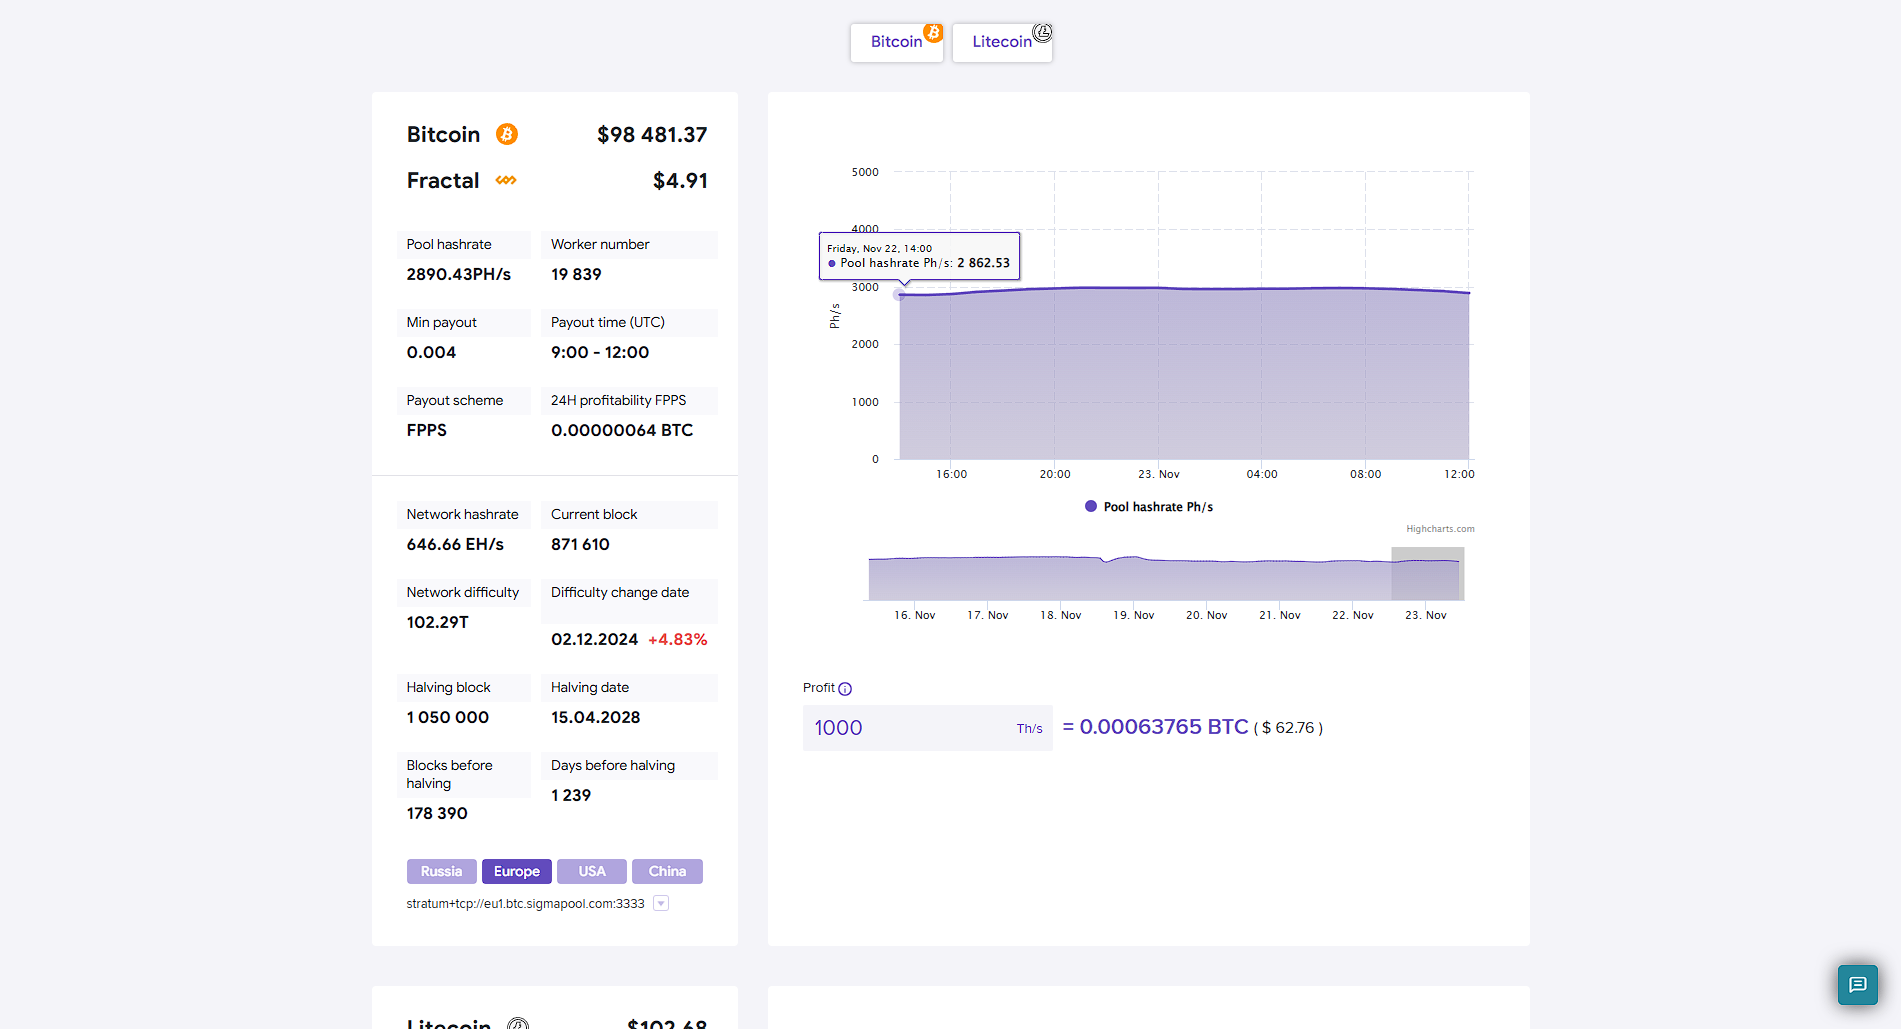 Bitcoin
Litecoin
Bitcoin $98 481.37
Fractal $4.91
Pool hashrate Worker number
2890.43PH/s 19 839
Min payout Payout time (UTC)
0.004 9:00 - 12:00
Payout scheme 24H profitability FPPS
FPPS 0.00000064 BTC
Network hashrate Current block
646.66 EH/s 871 610
Network difficulty Difficulty change date
102.29T
02.12.2024 +4.83%
Halving block Halving date
1 050 000 15.04.2028
Blocks before halving Days before halving
178 390 1 239
Russia Europe USA China
stratum+tcp://eu1.btc.sigmapool.com:3333
5000
4000
Friday, Nov 22, 14:00
Pool hashrate Ph/s: 2 862.53
3000
Ph/s
2000
1000
0
16:00 20:00 23. Nov 04:00 08:00 12:00
Pool hashrate Ph/s
Highcharts.com
16. Nov 17. Nov 18. Nov 19. Nov 20. Nov 21. Nov 22. Nov 23. Nov
Profit
1000 Th/s = 0.00063765 BTC ( $ 62.76 )
Litecoin $102.68